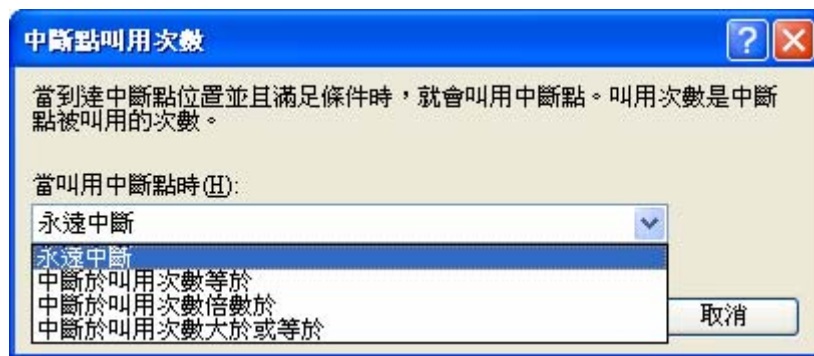 中斷點叫用次數
當到達中斷點位置並且滿足條件時，就會叫用中斷點。叫用次數是中斷
點被叫用的次數。
當叫用中斷點時(H):
永遠中斷
永遠中斷
中斷於叫用次數等於
中斷於叫用次數倍數於
中斷於叫用次數大於或等於
取消